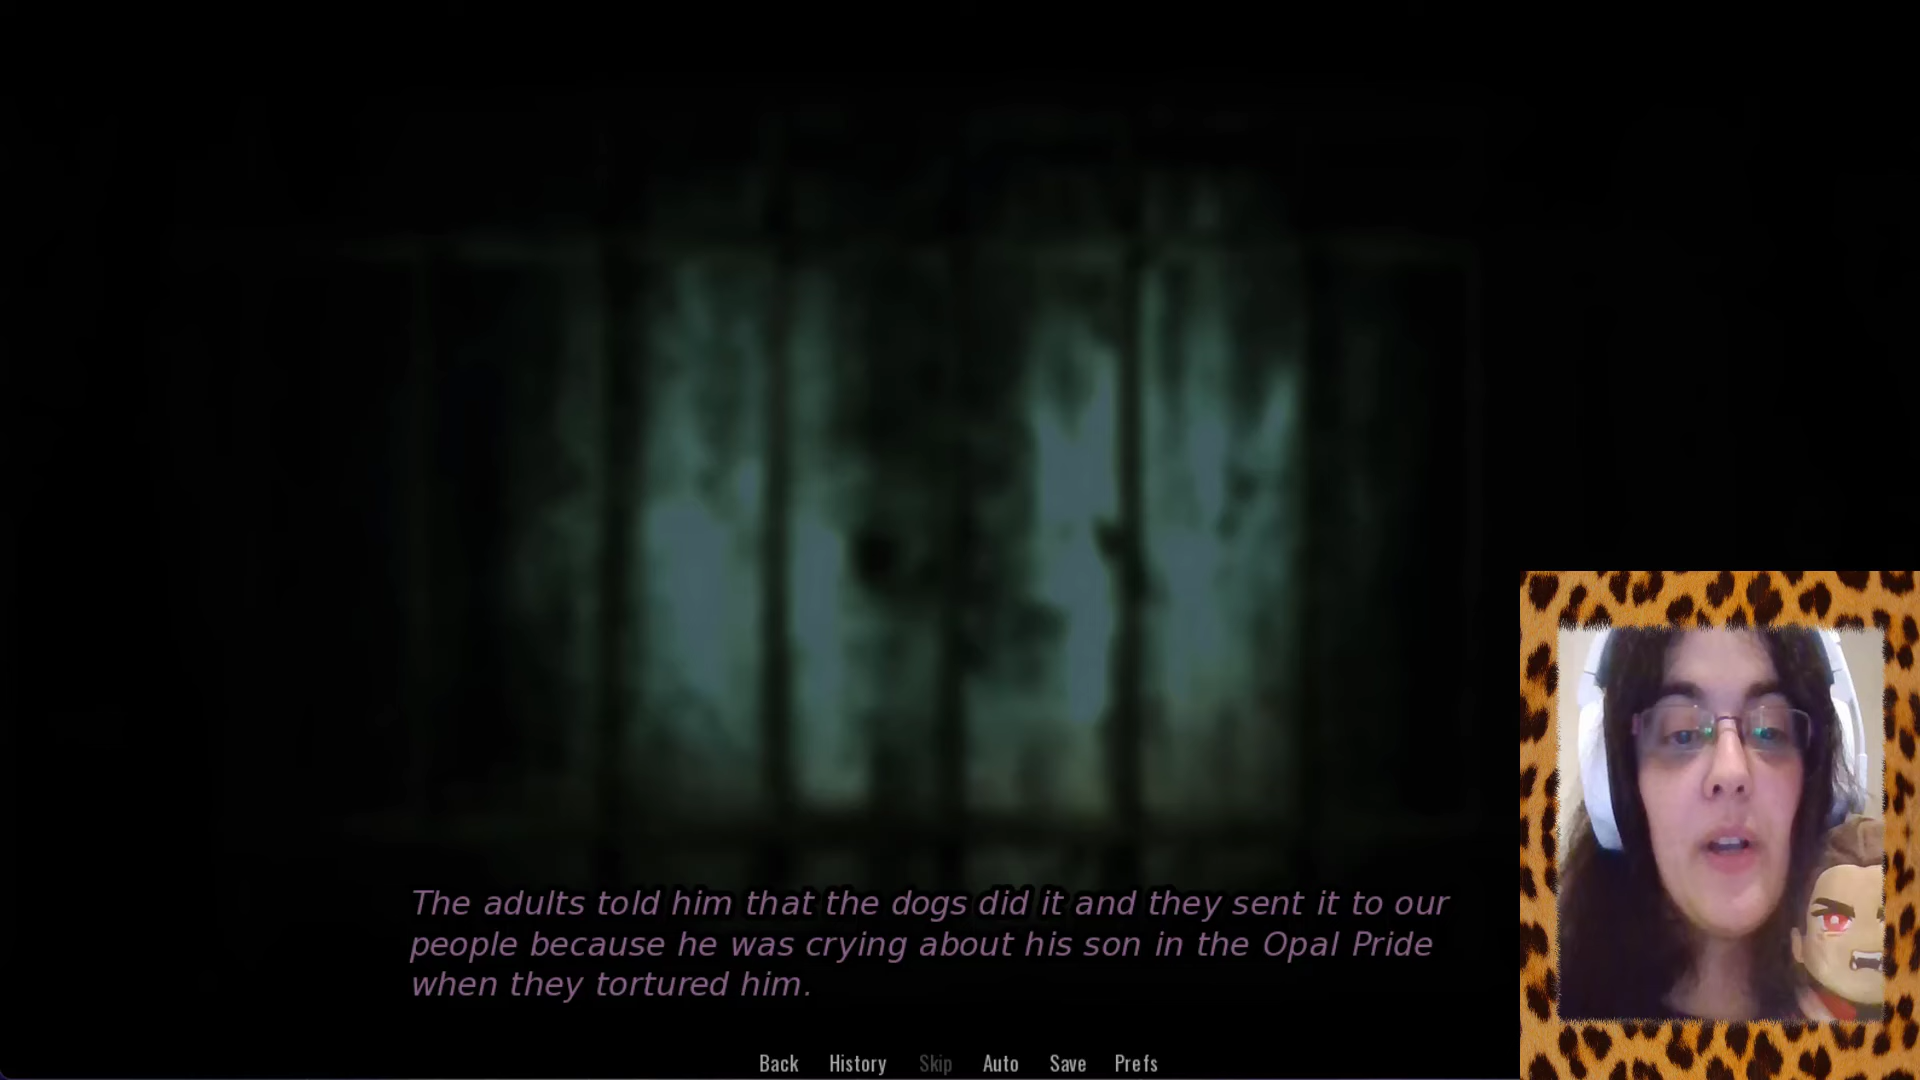 The adults told him that the dogs did it and they sent it to our
people because he was crying about his son in the Opal Pride
when they tortured him.
Back History Skip Auto Save Prefs